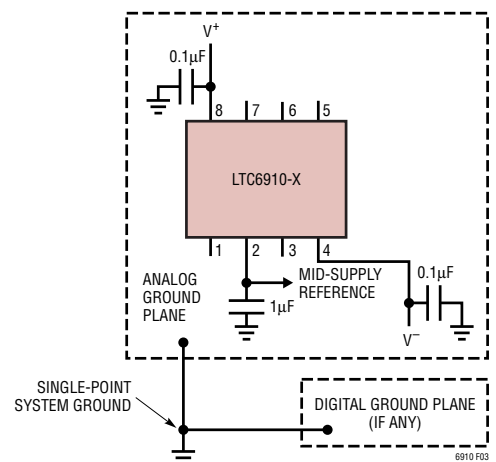 V+
0.1µF
8
7
6
5
LTC6910-X
1
2
3
4
ANALOG
GROUND
PLANE
MID-SUPPLY
REFERENCE
1µF
0.1µF
V–
SINGLE-POINT
SYSTEM GROUND
DIGITAL GROUND PLANE
(IF ANY)
6910 F03